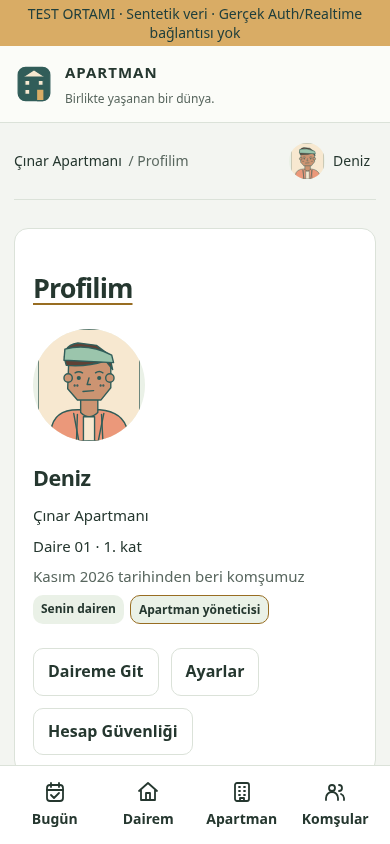 TEST ORTAMI · Sentetik veri · Gerçek Auth/Realtime
bağlantısı yok
APARTMAN
Birlikte yaşanan bir dünya.
Çınar Apartmanı / Profilim
Deniz
Profilim
Deniz
Çınar Apartmanı
Daire 01 · 1. kat
Kasım 2026 tarihinden beri komşumuz
Senin dairen
Apartman yöneticisi
Daireme Git
Ayarlar
Hesap Güvenliği
Bugün
Dairem
Apartman
Komşular